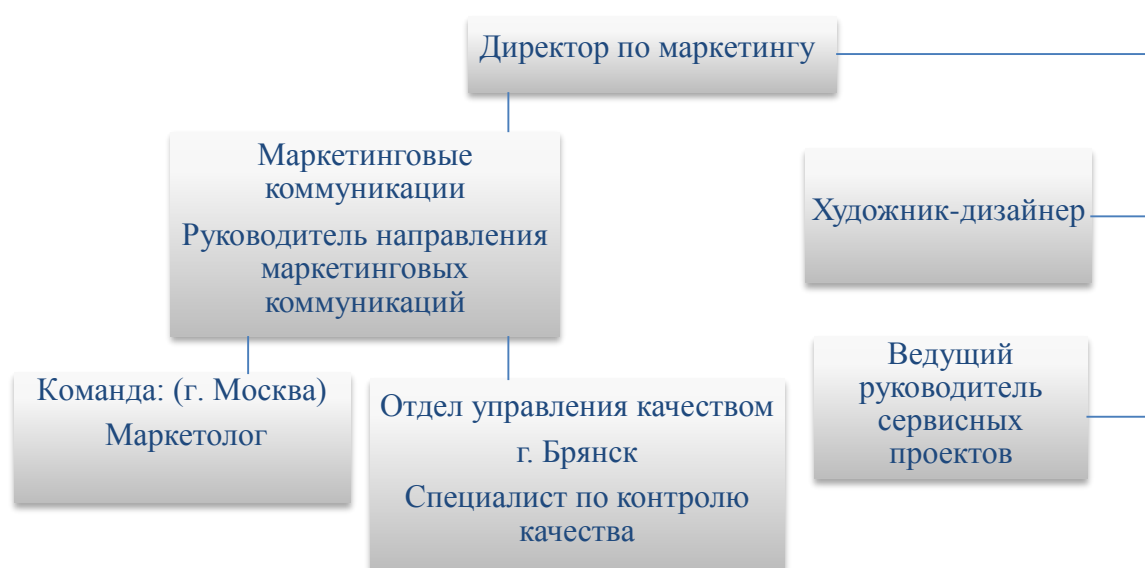 Директор по маркетингу
Маркетинговые
коммуникации
Руководитель направления
маркетинговых
коммуникаций
Художник-дизайнер
Команда: (г. Москва)
Маркетолог
Отдел управления качеством
г. Брянск
Специалист по контролю
качества
Ведущий
руководитель
сервисных
проектов